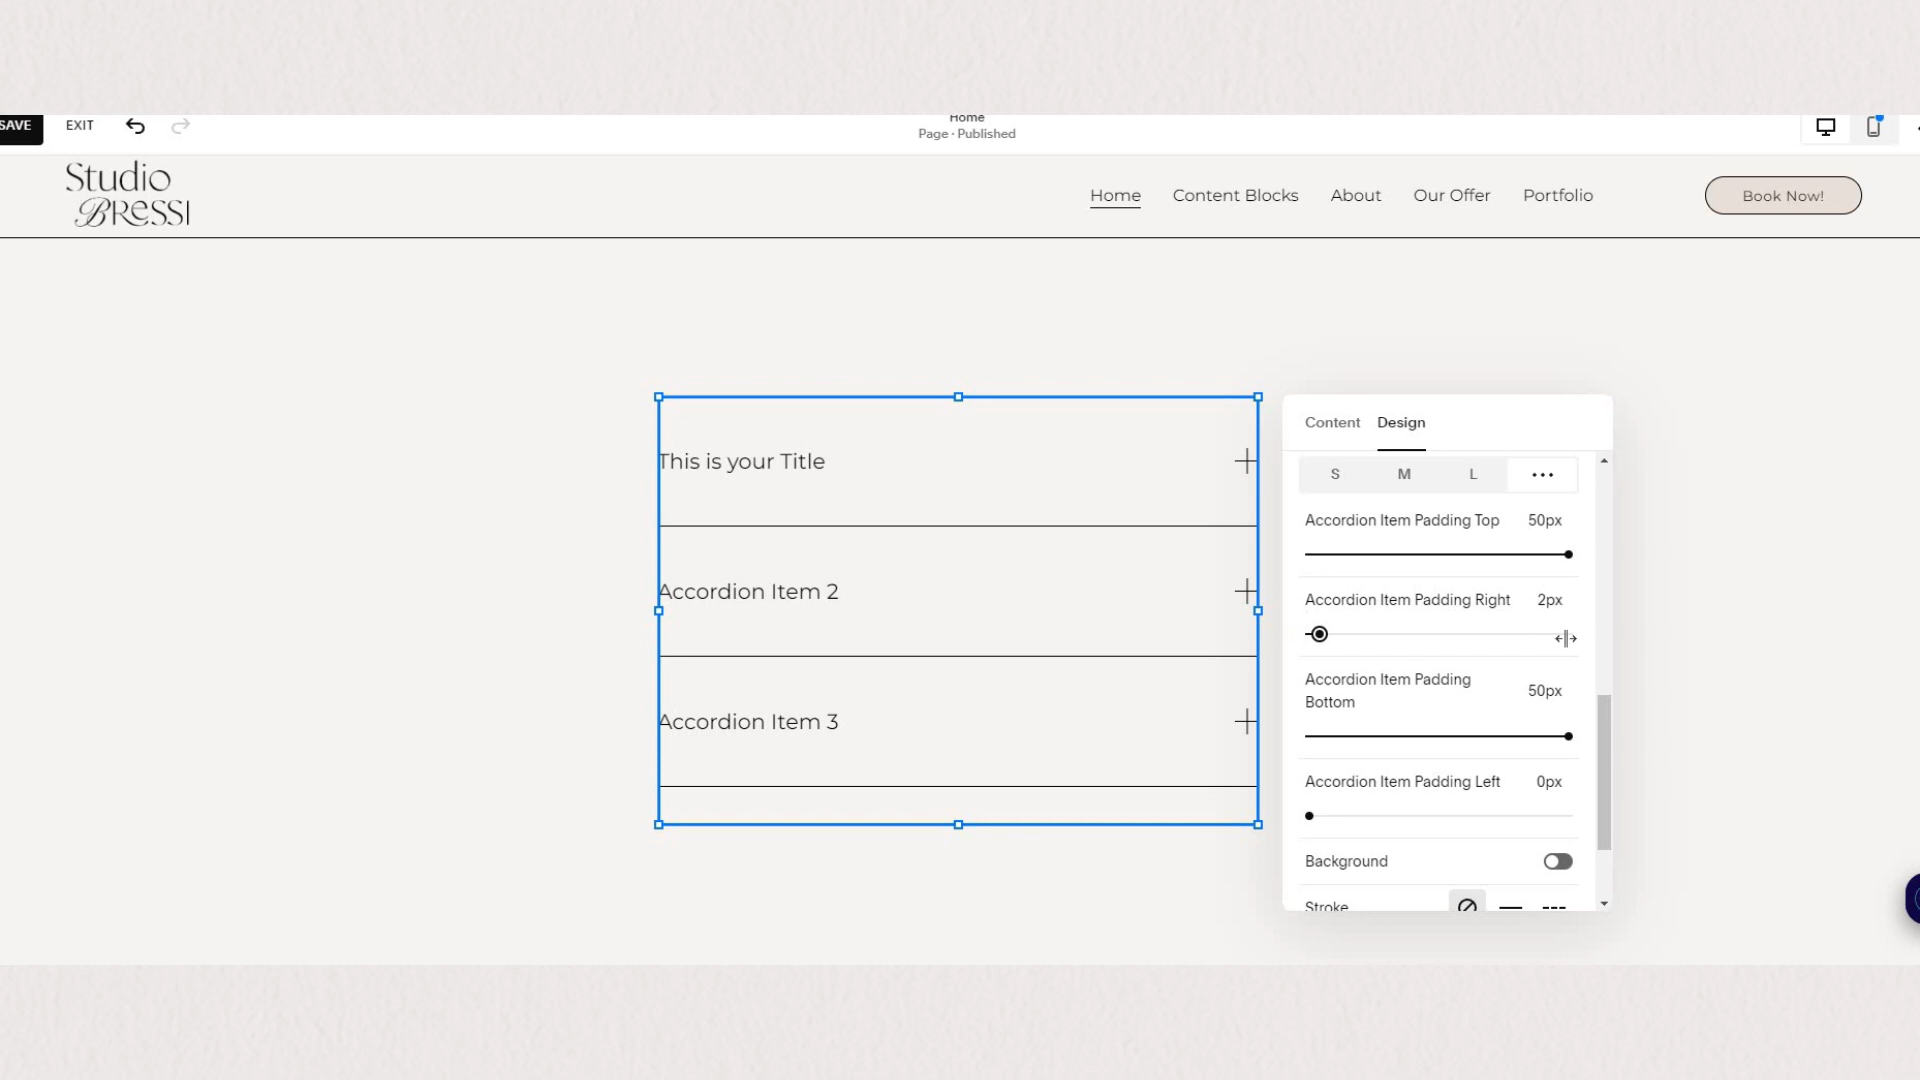 SAVE
EXIT
Home
Page · Published
Studio
BRESSI
Home
Content Blocks
About
Our Offer
Portfolio
Book Now!
This is your Title
Accordion Item 2
Accordion Item 3
Content
Design
S
M
L
Accordion Item Padding Top
50px
Accordion Item Padding Right
2px
Accordion Item Padding
Bottom
50px
Accordion Item Padding Left
0px
Background
Stroke